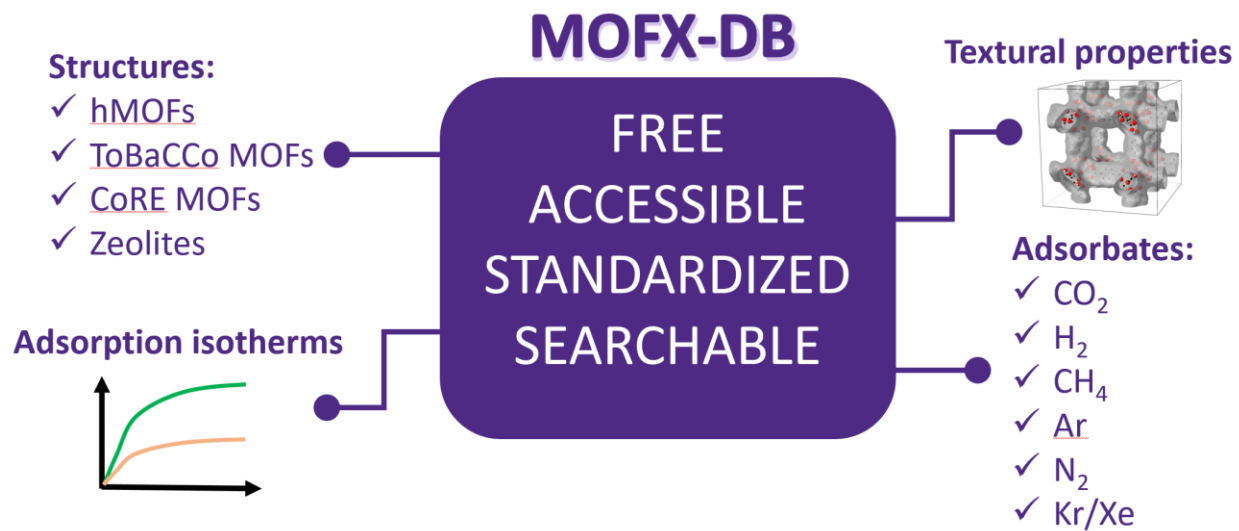 MOFX-DB
Structures:
✓ hMOFs
✓ ToBaCCo MOFs
✓ CoRE MOFs
✓ Zeolites
Adsorption isotherms
FREE
ACCESSIBLE
STANDARDIZED
SEARCHABLE
Textural properties
Adsorbates:
✓ CO₂
✓ H₂
✓ CH₄
✓ Ar
✓ N₂
✓ Kr/Xe